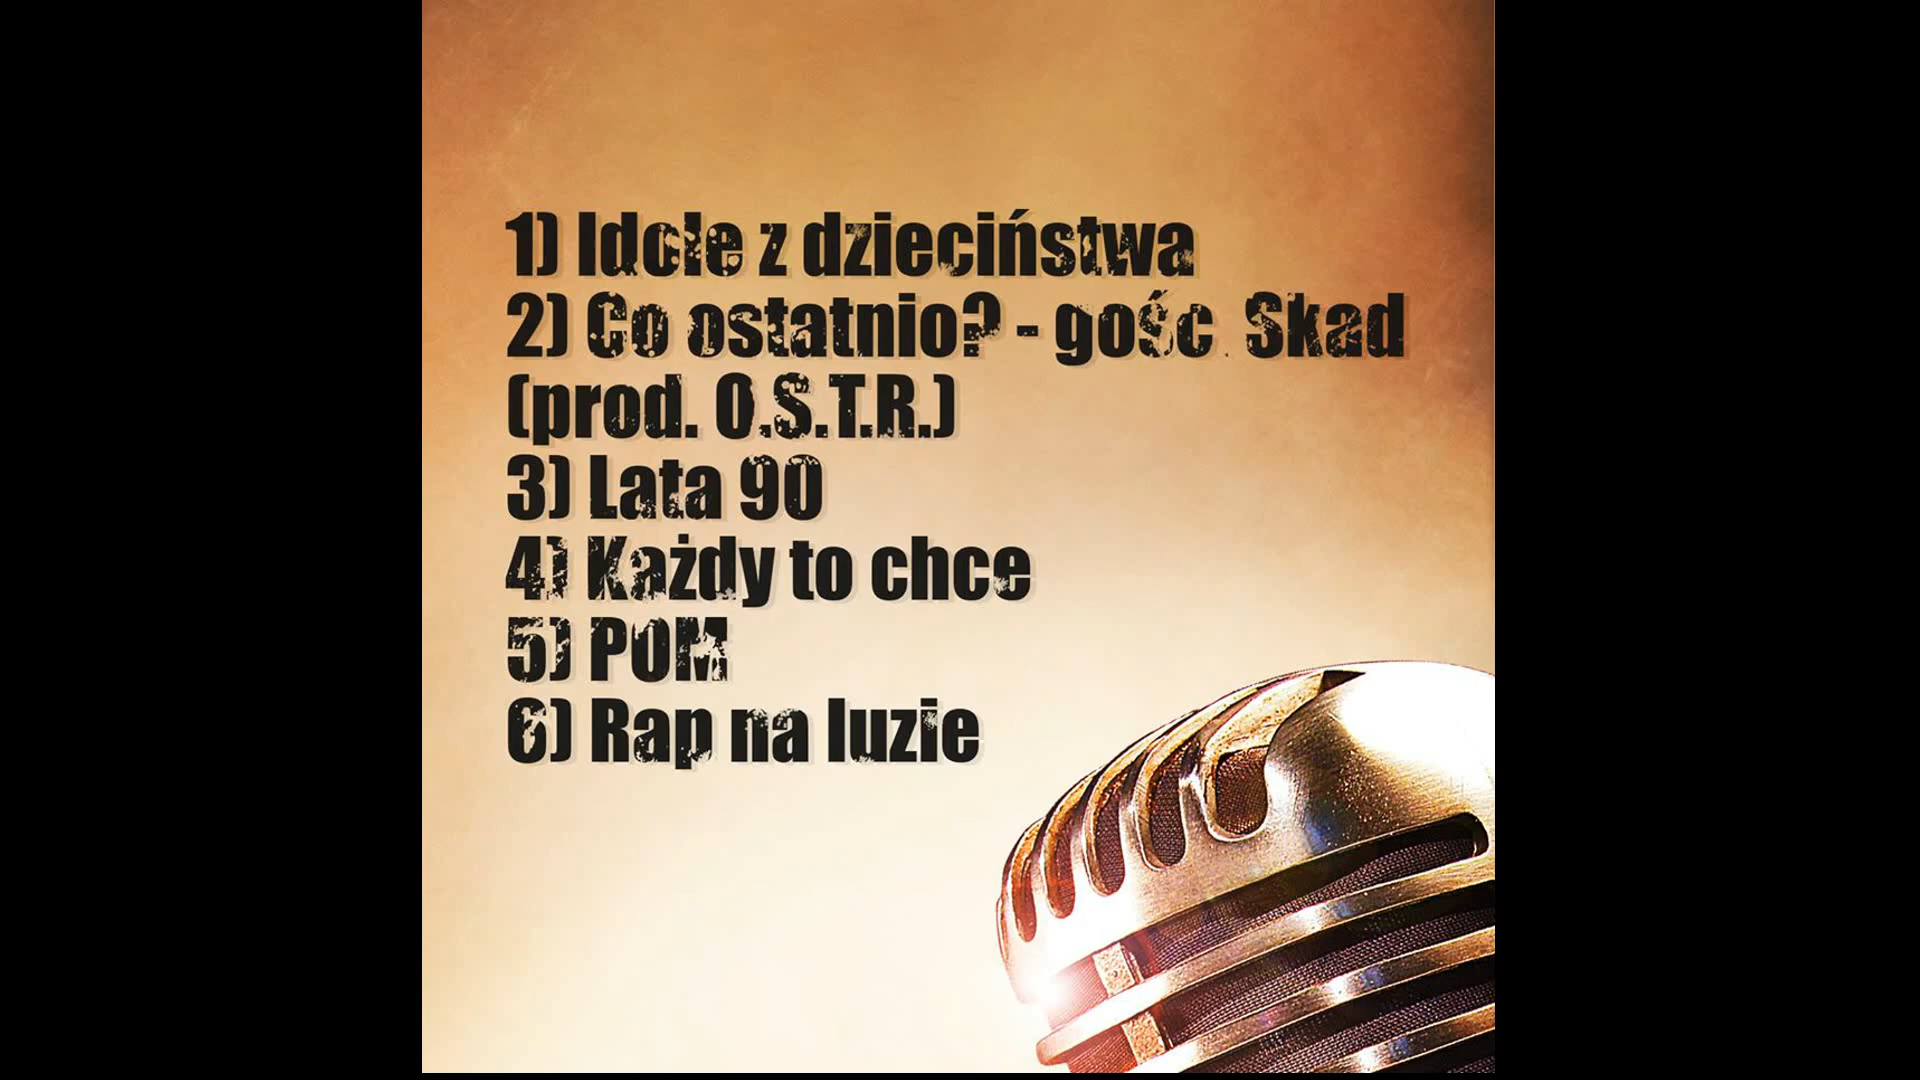 1) Idole z dzieciństwa
2) Co ostatnio? - gośc. Skad
(prod. O.S.T.R.)
3) Lata 90
4) Każdy to chce
5) POM
6) Rap na luzie